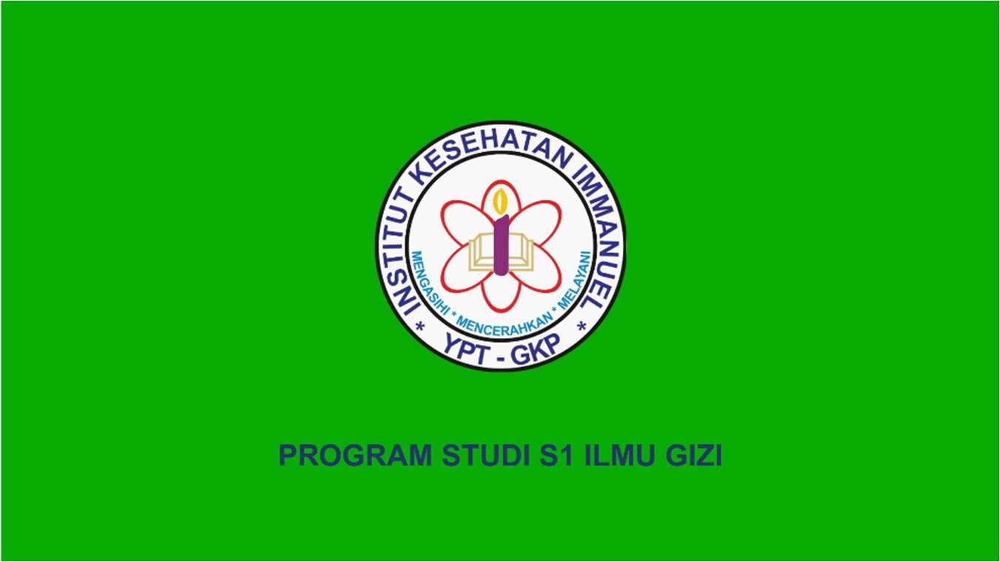 INSTITUT KESEHATAN IMMANUEL
MENGASIHI * MENCERAHKAN * MELAYANI
* YPT - GKP *
PROGRAM STUDI S1 ILMU GIZI